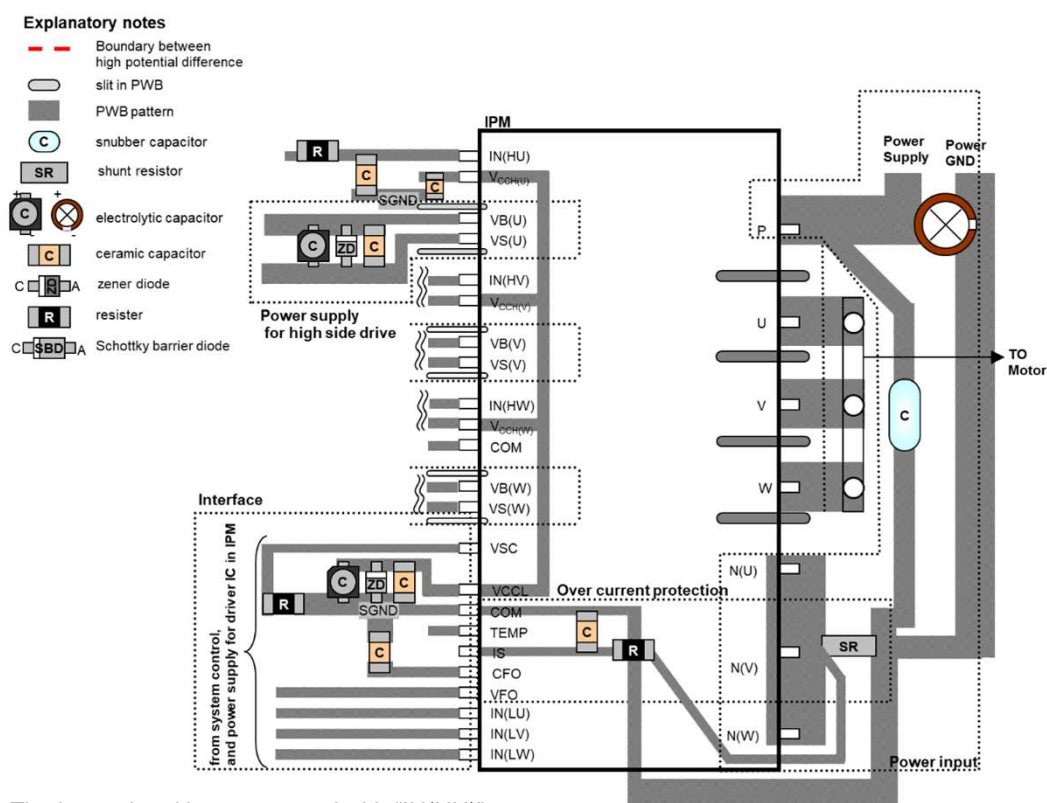 Explanatory notes
Boundary between
high potential difference
slit in PWB
PWB pattern
C
snubber capacitor
SR
shunt resistor
+
C
-
+
-
electrolytic capacitor
C
ceramic capacitor
C ZD A
zener diode
R
resister
C SBD A
Schottky barrier diode
IPM
R
IN(HU)
C
C
VCCH(U)
SGND
VB(U)
C
ZD
C
VS(U)
IN(HV)
VCCH(V)
Power supply
for high side drive
VB(V)
VS(V)
IN(HW)
VCCH(W)
COM
VB(W)
VS(W)
Interface
VSC
C
ZD
C
VCCL
R
SGND
COM
TEMP
C
IS
CFO
VFO
IN(LU)
IN(LV)
IN(LW)
from system control,
and power supply for driver IC in IPM
Over current protection
C
R
Power
Supply
Power
GND
P
U
V
W
TO
Motor
C
N(U)
N(V)
N(W)
SR
Power input